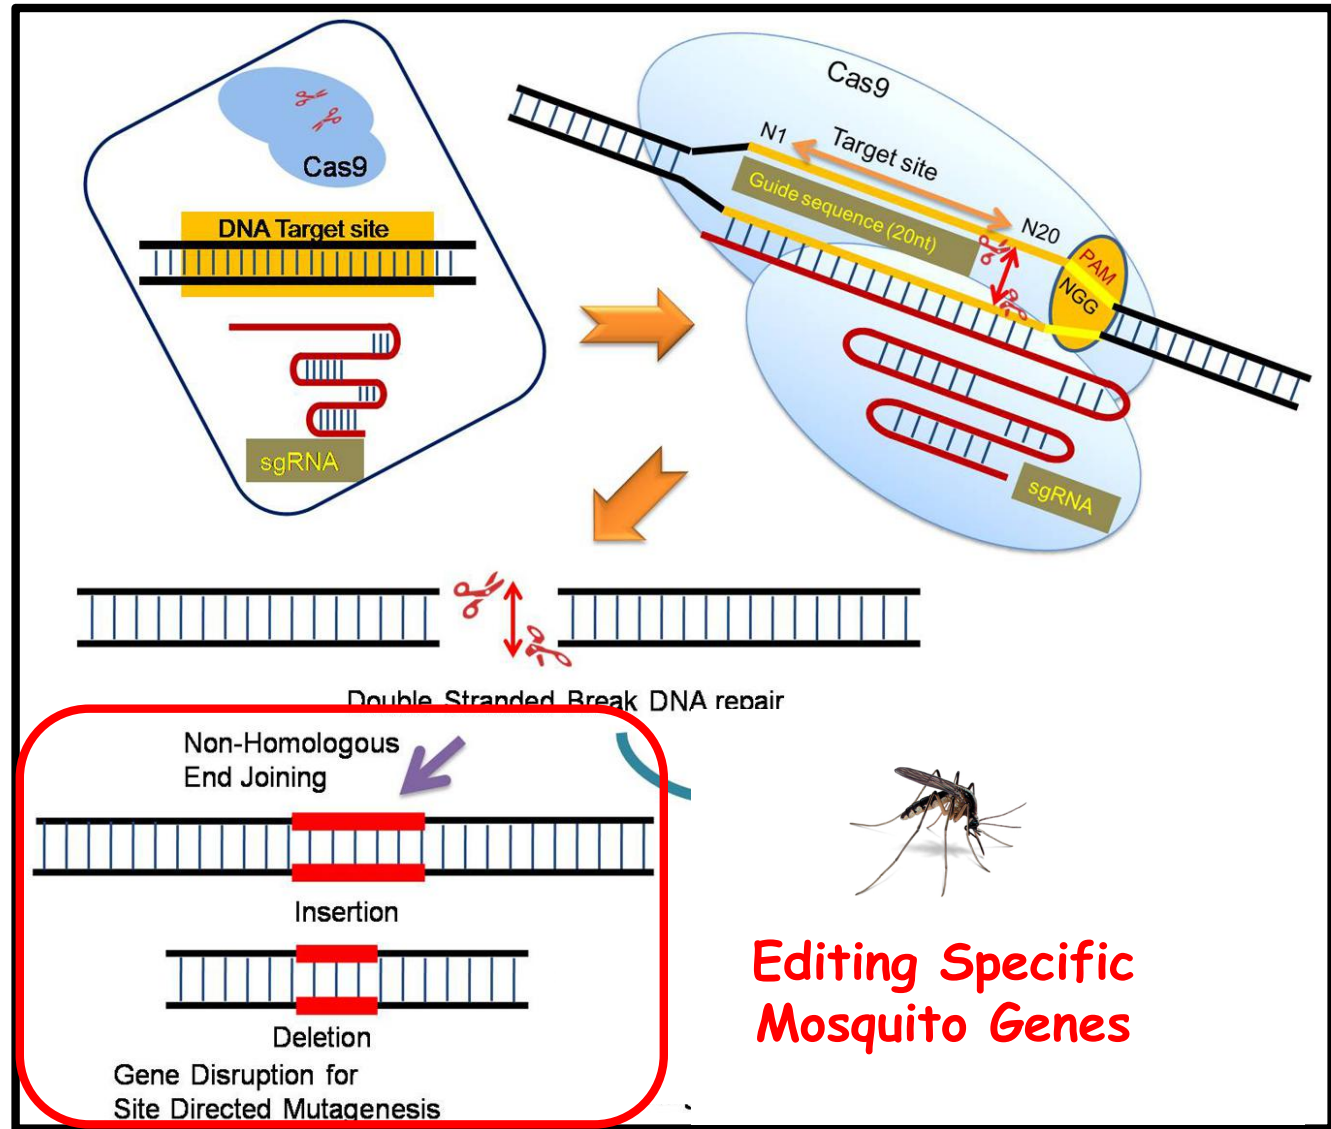 Cas9
DNA Target site
sgRNA
Cas9
N1
Target site
N20
Guide sequence (20nt)
PAM
NGG
sgRNA
Double Stranded Break DNA repair
Non-Homologous
End Joining
Insertion
Deletion
Gene Disruption for
Site Directed Mutagenesis
Editing Specific
Mosquito Genes